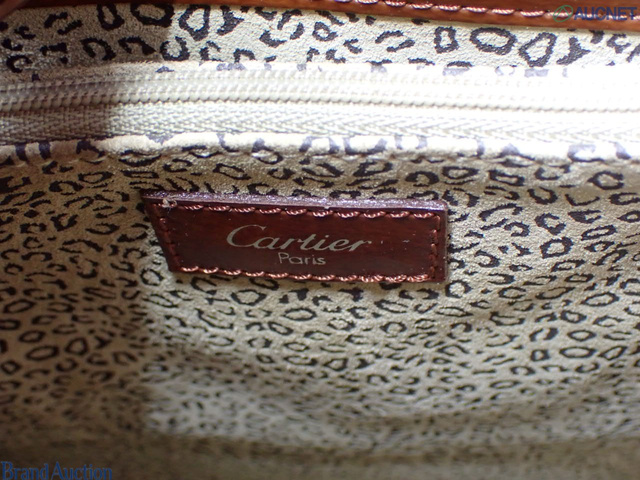 AUCNET
Cartier
Paris
Brand Auction